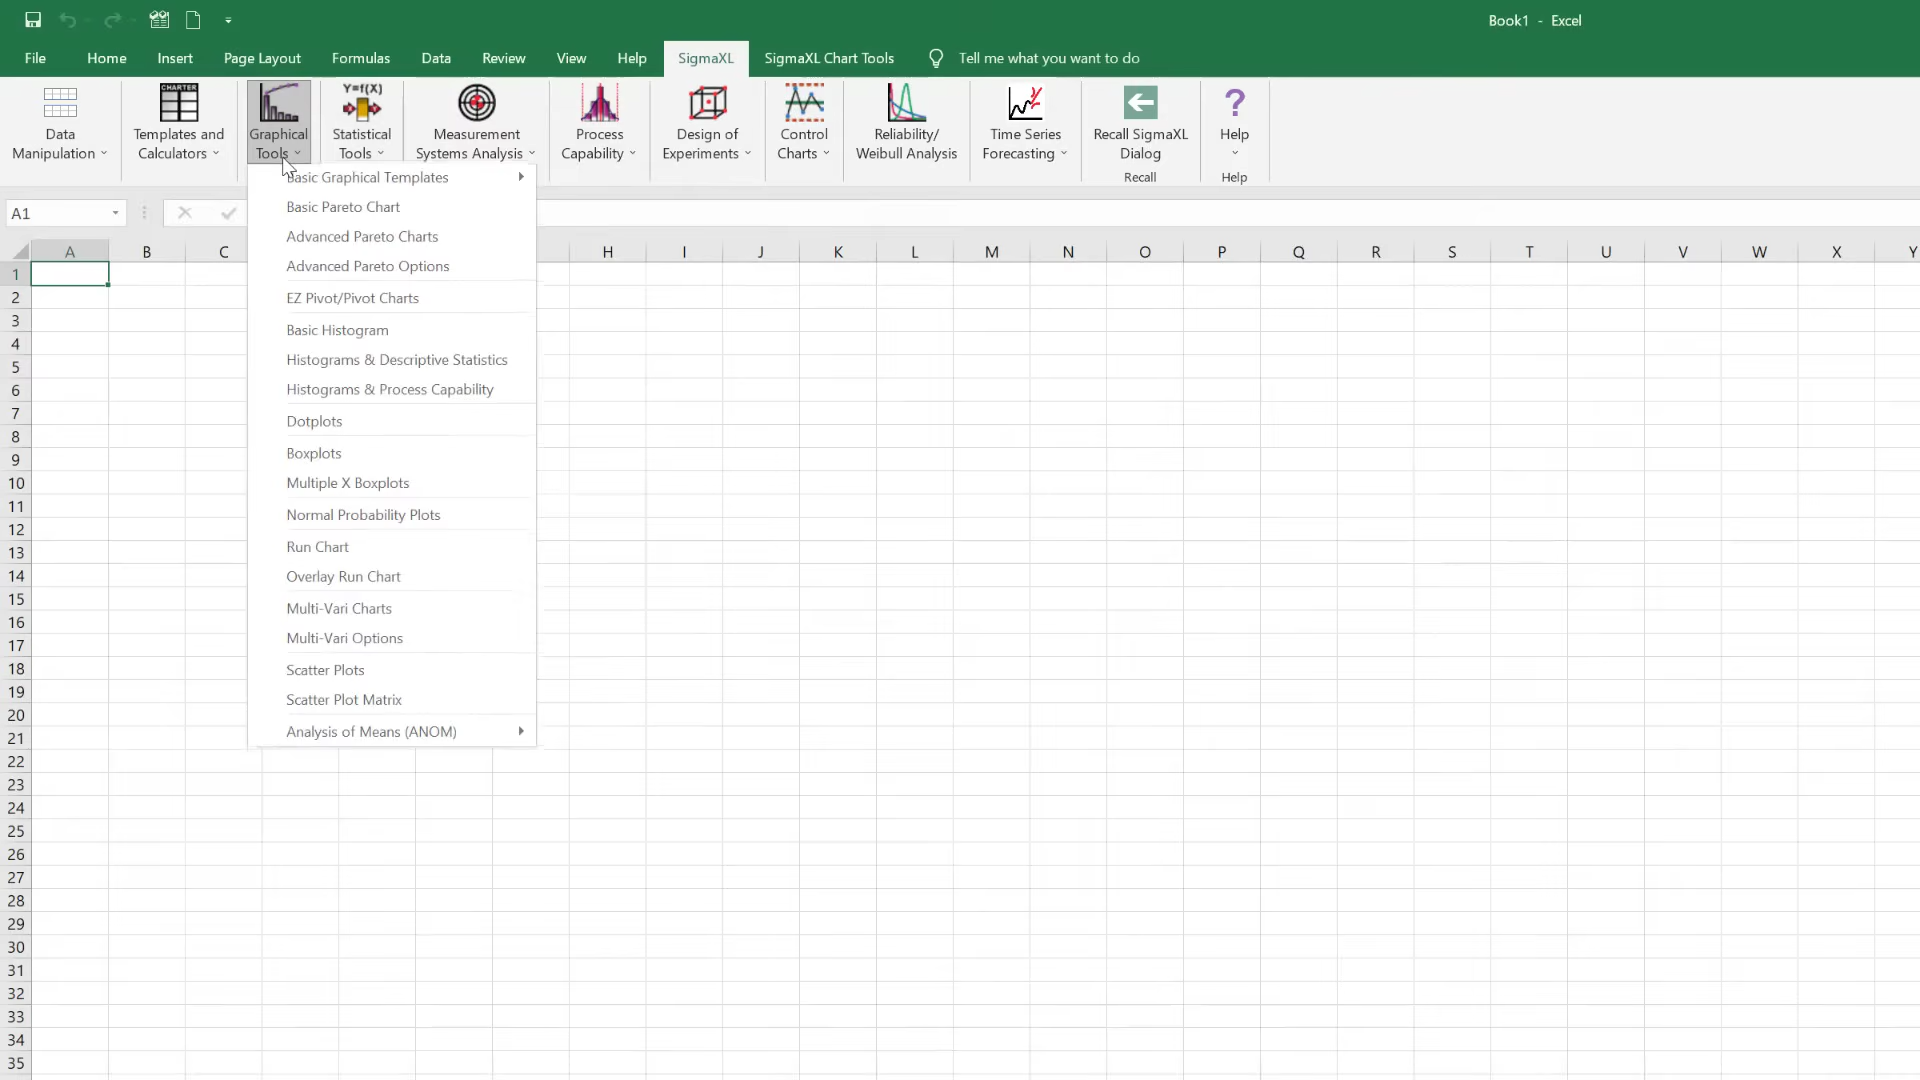 Book1 - Excel
File Home Insert Page Layout Formulas Data Review View Help SigmaXL SigmaXL Chart Tools Tell me what you want to do
CHARTER Y=f(X)
Data Manipulation
Templates and Calculators
Graphical Tools
Statistical Tools
Measurement Systems Analysis
Process Capability
Design of Experiments
Control Charts
Reliability/ Weibull Analysis
Time Series Forecasting
Recall SigmaXL Dialog
Help
Recall
Help
Basic Graphical Templates
Basic Pareto Chart
Advanced Pareto Charts
Advanced Pareto Options
EZ Pivot/Pivot Charts
Basic Histogram
Histograms & Descriptive Statistics
Histograms & Process Capability
Dotplots
Boxplots
Multiple X Boxplots
Normal Probability Plots
Run Chart
Overlay Run Chart
Multi-Vari Charts
Multi-Vari Options
Scatter Plots
Scatter Plot Matrix
Analysis of Means (ANOM)
A1
A B C H I J K L M N O P Q R S T U V W X Y
1
2
3
4
5
6
7
8
9
10
11
12
13
14
15
16
17
18
19
20
21
22
23
24
25
26
27
28
29
30
31
32
33
34
35